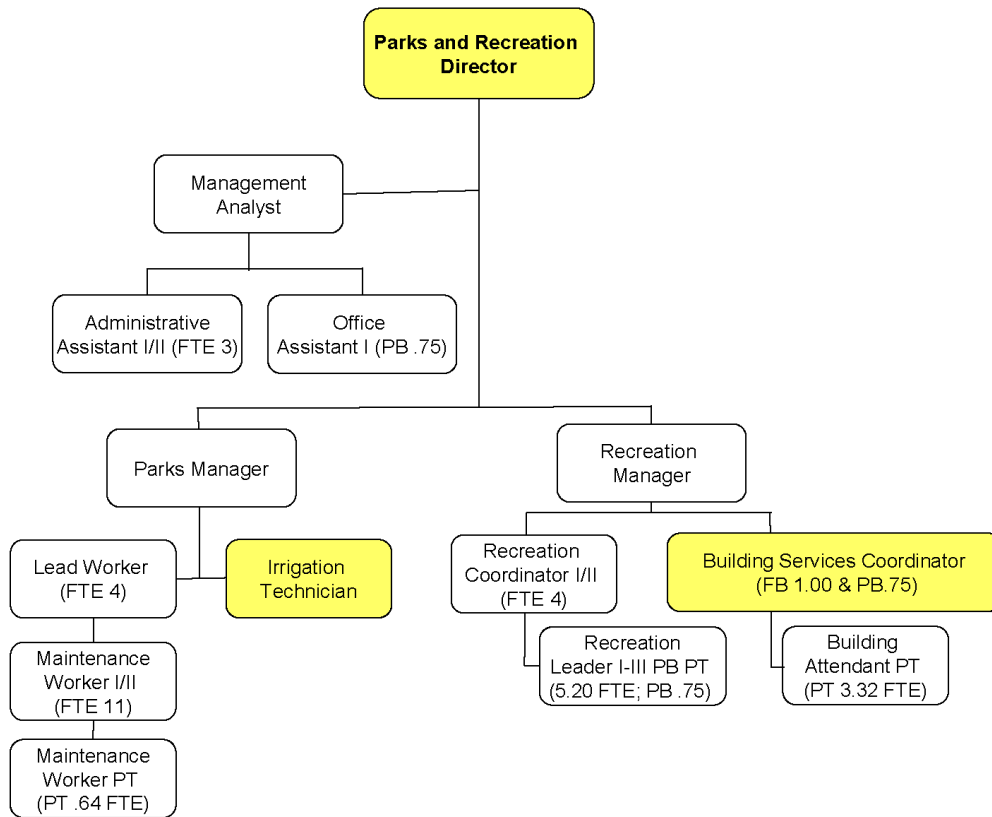 Parks and Recreation
Director
Management
Analyst
Administrative
Assistant I/II (FTE 3)
Office
Assistant I (PB .75)
Parks Manager
Recreation
Manager
Lead Worker
(FTE 4)
Irrigation
Technician
Recreation
Coordinator I/II
(FTE 4)
Building Services Coordinator
(FB 1.00 & PB.75)
Maintenance
Worker I/II
(FTE 11)
Recreation
Leader I-III PB PT
(5.20 FTE; PB .75)
Building
Attendant PT
(PT 3.32 FTE)
Maintenance
Worker PT
(PT .64 FTE)